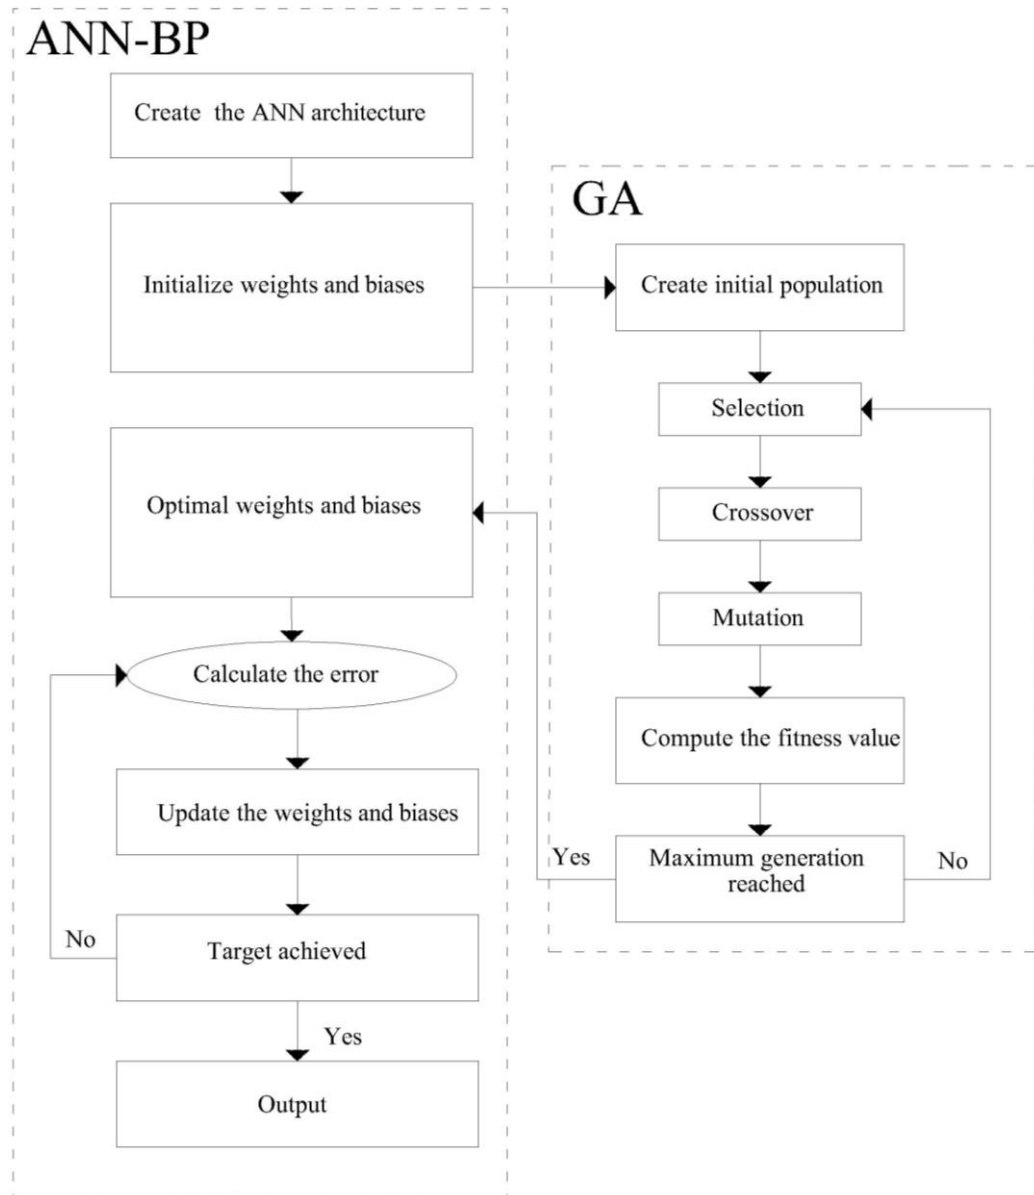 ANN-BP
Create the ANN architecture
Initialize weights and biases
Optimal weights and biases
Calculate the error
Update the weights and biases
No
Target achieved
Yes
Output
GA
Create initial population
Selection
Crossover
Mutation
Compute the fitness value
Yes
Maximum generation
reached
No